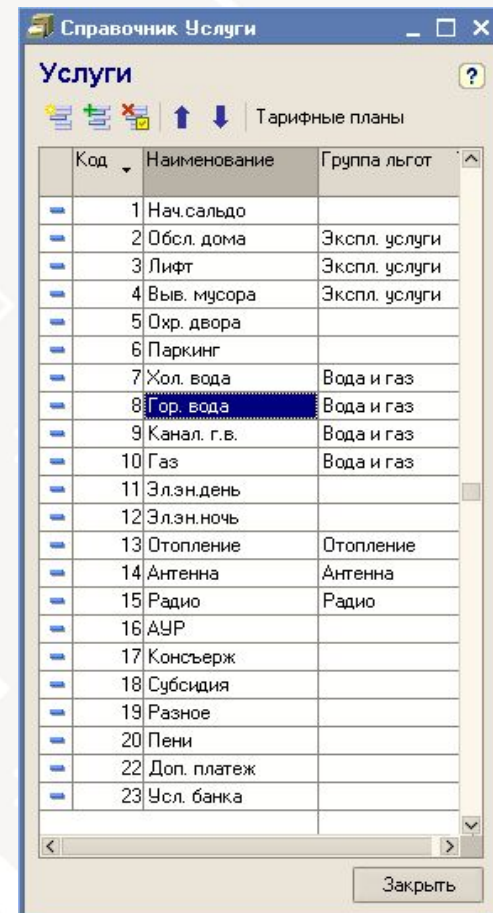 Справочник Услуги
Услуги
?
Тарифные планы
Код Наименование Группа льгот
1 Нач.сальдо
2 Обсл. дома Экспл. услуги
3 Лифт Экспл. услуги
4 Выв. мусора Экспл. услуги
5 Охр. двора
6 Паркинг
7 Хол. вода Вода и газ
8 Гор. вода Вода и газ
9 Канал. г.в. Вода и газ
10 Газ Вода и газ
11 Эл.эн.день
12 Эл.эн.ночь
13 Отопление Отопление
14 Антенна Антенна
15 Радио Радио
16 АУР
17 Консъерж
18 Субсидия
19 Разное
20 Пени
22 Доп. платеж
23 Усл. банка
Закрыть